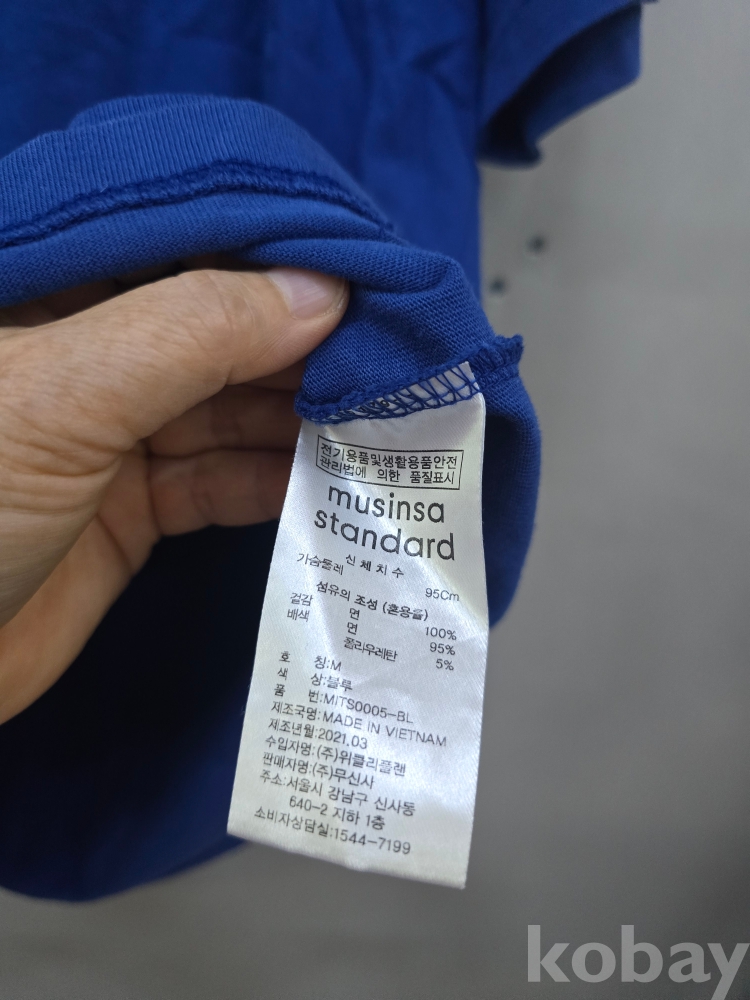 전기용품및생활용품안전
관리법에 의한 품질표시
musinsa
standard
신체치수
가슴둘레 95Cm
섬유의 조성 (혼용율)
겉감 면 100%
배색 면 95%
폴리우레탄 5%
호 칭:M
색 상:블루
품 번:MITS0005-BL
제조국명:MADE IN VIETNAM
제조년월:2021.03
수입자명:(주)위클리플랜
판매자명:(주)무신사
주소:서울시 강남구 신사동
640-2 지하 1층
소비자상담실:1544-7199
kobay